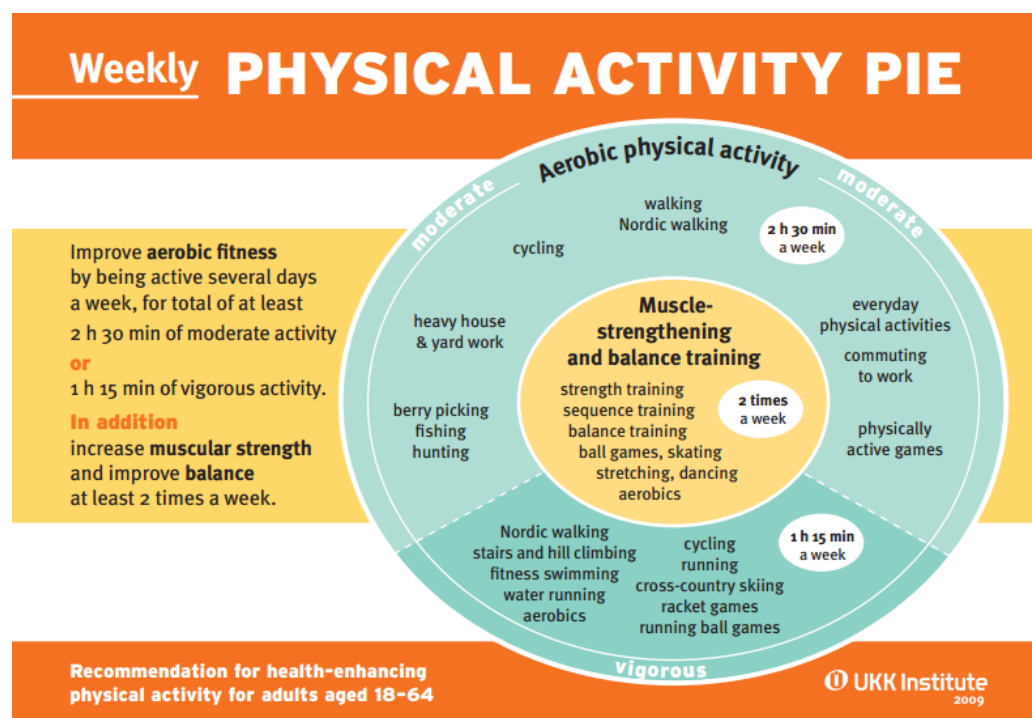 Weekly PHYSICAL ACTIVITY PIE
Improve aerobic fitness
by being active several days
a week, for total of at least
2 h 30 min of moderate activity
or
1 h 15 min of vigorous activity.
In addition
increase muscular strength
and improve balance
at least 2 times a week.
Aerobic physical activity
moderate
moderate
walking
Nordic walking
2 h 30 min
a week
cycling
heavy house
& yard work
berry picking
fishing
hunting
everyday
physical activities
commuting
to work
physically
active games
Muscle-
strengthening
and balance training
strength training
sequence training
balance training
ball games, skating
stretching, dancing
aerobics
2 times
a week
Nordic walking
stairs and hill climbing
fitness swimming
water running
aerobics
cycling
running
cross-country skiing
racket games
running ball games
1 h 15 min
a week
vigorous
Recommendation for health-enhancing
physical activity for adults aged 18–64
UKK Institute
2009